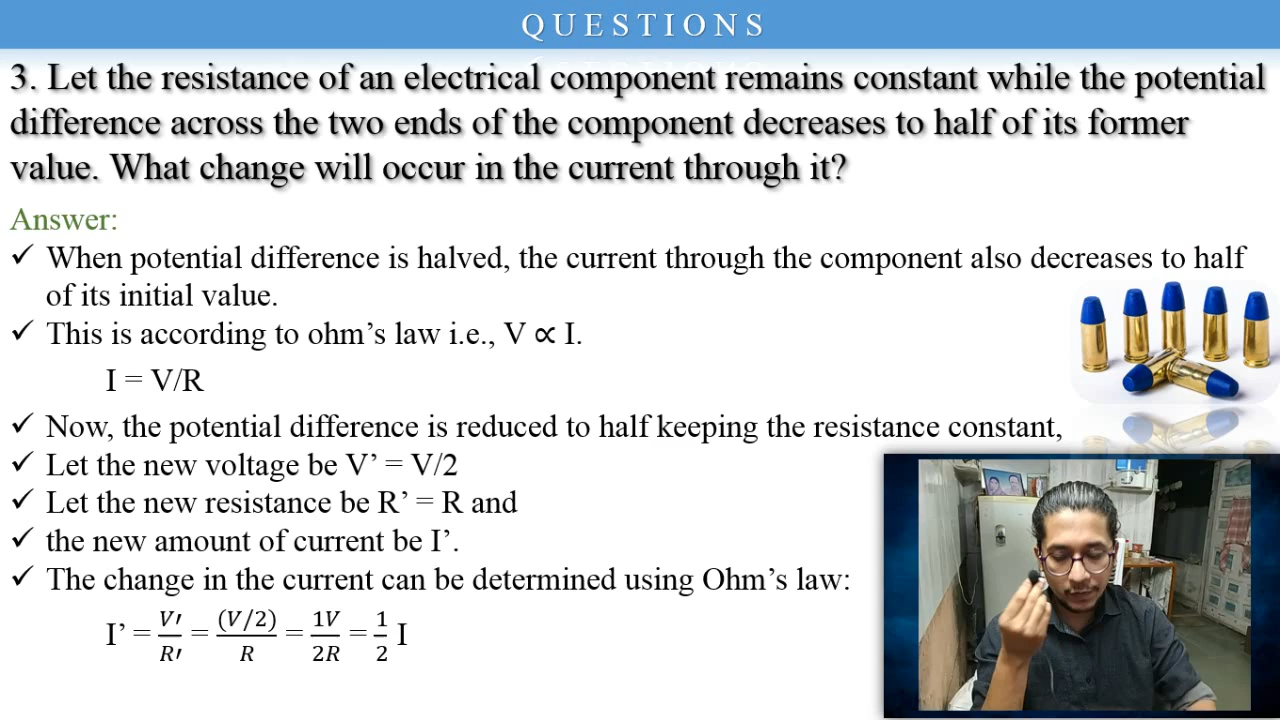 QUESTIONS
3. Let the resistance of an electrical component remains constant while the potential
difference across the two ends of the component decreases to half of its former
value. What change will occur in the current through it?
Answer:
✓ When potential difference is halved, the current through the component also decreases to half
of its initial value.
✓ This is according to ohm’s law i.e., V ∝ I.
I = V/R
✓ Now, the potential difference is reduced to half keeping the resistance constant,
✓ Let the new voltage be V’ = V/2
✓ Let the new resistance be R’ = R and
✓ the new amount of current be I’.
✓ The change in the current can be determined using Ohm’s law:
I’ = V′/R′ = (V/2)/R = 1V/2R = 1/2 I